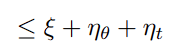 ≤ ξ + η_θ + η_t